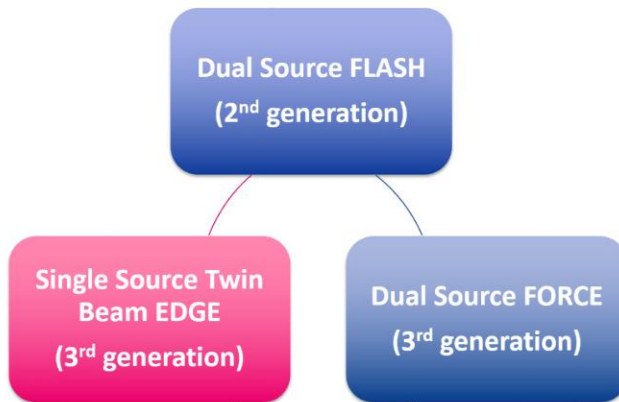 Dual Source FLASH
(2nd generation)
Single Source Twin
Beam EDGE
(3rd generation)
Dual Source FORCE
(3rd generation)